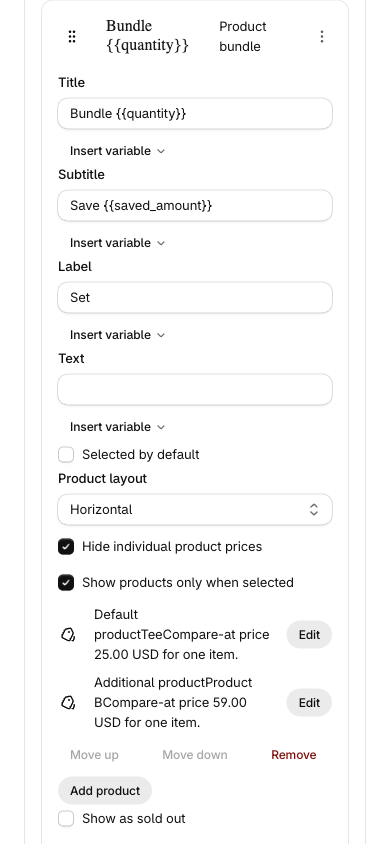 Bundle
{{quantity}}
Product
bundle
Title
Bundle {{quantity}}
Insert variable
Subtitle
Save {{saved_amount}}
Insert variable
Label
Set
Insert variable
Text
Insert variable
Selected by default
Product layout
Horizontal
Hide individual product prices
Show products only when selected
Default
productTeeCompare-at price
25.00 USD for one item.
Edit
Additional productProduct
BCompare-at price 59.00
USD for one item.
Edit
Move up Move down Remove
Add product
Show as sold out